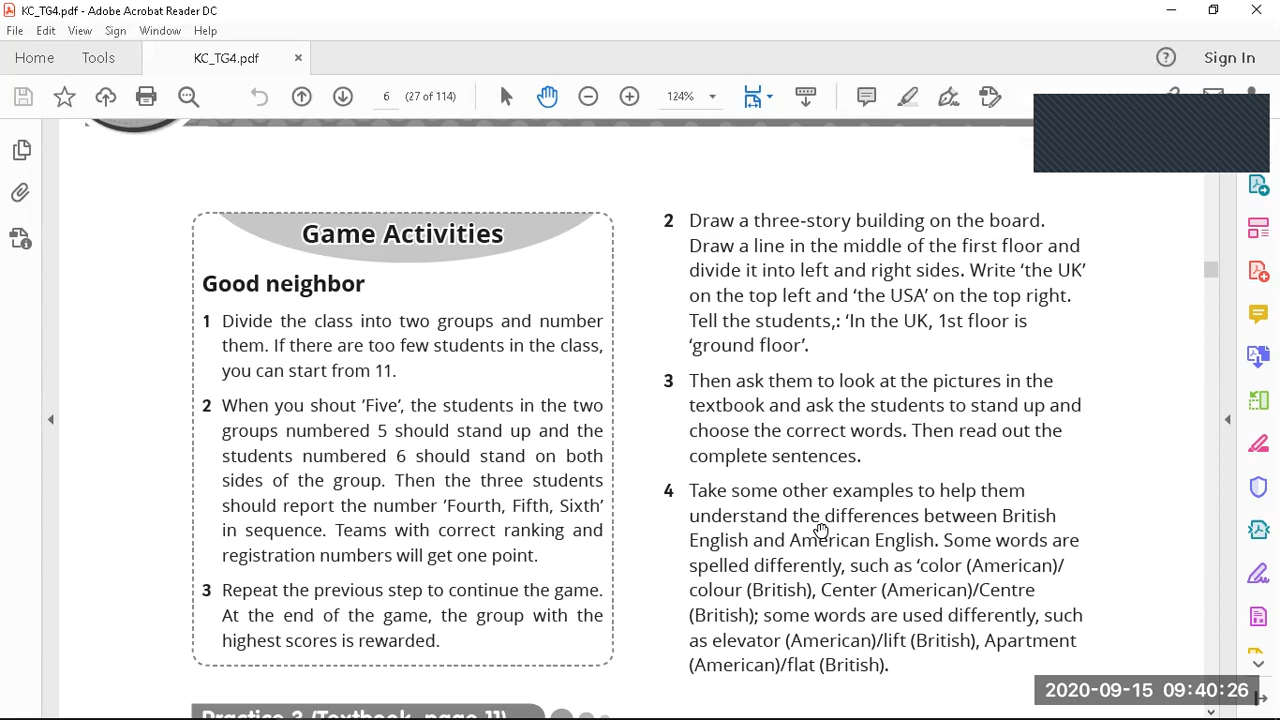 KC_TG4.pdf - Adobe Acrobat Reader DC
File Edit View Sign Window Help
Home Tools KC_TG4.pdf × Sign In
6 (27 of 114) 124%
Game Activities
Good neighbor
1 Divide the class into two groups and number
them. If there are too few students in the class,
you can start from 11.
2 When you shout ’Five’, the students in the two
groups numbered 5 should stand up and the
students numbered 6 should stand on both
sides of the group. Then the three students
should report the number ’Fourth, Fifth, Sixth’
in sequence. Teams with correct ranking and
registration numbers will get one point.
3 Repeat the previous step to continue the game.
At the end of the game, the group with the
highest scores is rewarded.
2 Draw a three-story building on the board.
Draw a line in the middle of the first floor and
divide it into left and right sides. Write ‘the UK’
on the top left and ‘the USA’ on the top right.
Tell the students,: ‘In the UK, 1st floor is
‘ground floor’.
3 Then ask them to look at the pictures in the
textbook and ask the students to stand up and
choose the correct words. Then read out the
complete sentences.
4 Take some other examples to help them
understand the differences between British
English and American English. Some words are
spelled differently, such as ‘color (American)/
colour (British), Center (American)/Centre
(British); some words are used differently, such
as elevator (American)/lift (British), Apartment
(American)/flat (British).
Practice 2 (Textbook, page 11)
2020-09-15 09:40:26